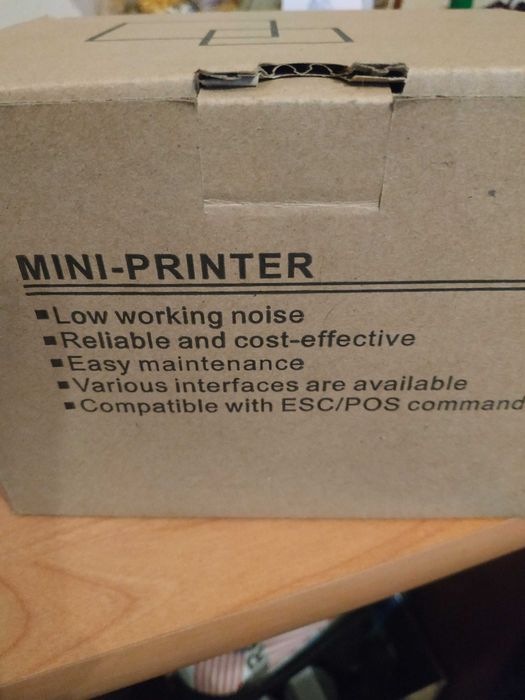 MINI-PRINTER
▪Low working noise
▪Reliable and cost-effective
▪Easy maintenance
▪Various interfaces are available
▪Compatible with ESC/POS command